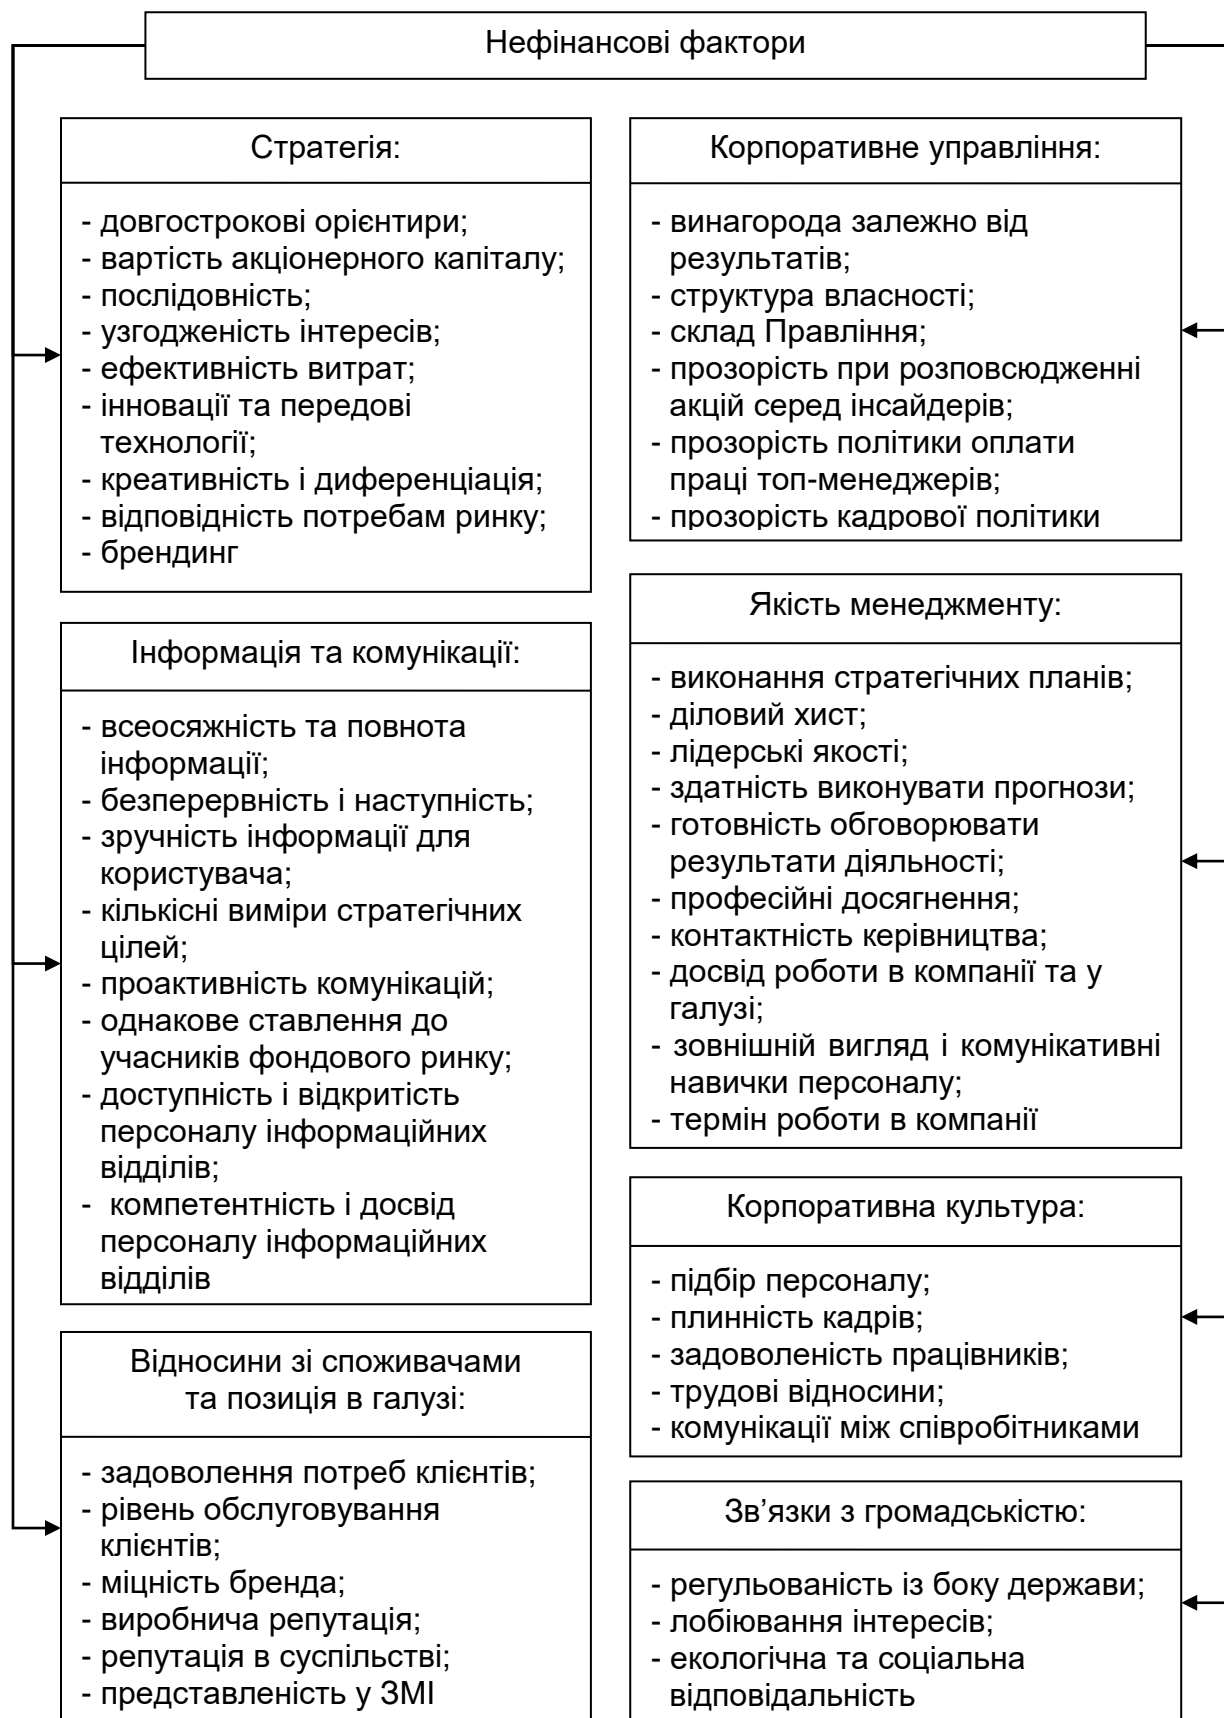 Нефінансові фактори
Стратегія:
- довгострокові орієнтири;
- вартість акціонерного капіталу;
- послідовність;
- узгодженість інтересів;
- ефективність витрат;
- інновації та передові
технології;
- креативність і диференціація;
- відповідність потребам ринку;
- брендинг
Інформація та комунікації:
- всеосяжність та повнота
інформації;
- безперервність і наступність;
- зручність інформації для
користувача;
- кількісні виміри стратегічних
цілей;
- проактивність комунікацій;
- однакове ставлення до
учасників фондового ринку;
- доступність і відкритість
персоналу інформаційних
відділів;
- компетентність і досвід
персоналу інформаційних
відділів
Відносини зі споживачами
та позиція в галузі:
- задоволення потреб клієнтів;
- рівень обслуговування
клієнтів;
- міцність бренда;
- виробнича репутація;
- репутація в суспільстві;
- представленість у ЗМІ
Корпоративне управління:
- винагорода залежно від
результатів;
- структура власності;
- склад Правління;
- прозорість при розповсюдженні
акцій серед інсайдерів;
- прозорість політики оплати
праці топ-менеджерів;
- прозорість кадрової політики
Якість менеджменту:
- виконання стратегічних планів;
- діловий хист;
- лідерські якості;
- здатність виконувати прогнози;
- готовність обговорювати
результати діяльності;
- професійні досягнення;
- контактність керівництва;
- досвід роботи в компанії та у
галузі;
- зовнішній вигляд і комунікативні
навички персоналу;
- термін роботи в компанії
Корпоративна культура:
- підбір персоналу;
- плинність кадрів;
- задоволеність працівників;
- трудові відносини;
- комунікації між співробітниками
Зв’язки з громадськістю:
- регульованість із боку держави;
- лобіювання інтересів;
- екологічна та соціальна
відповідальність